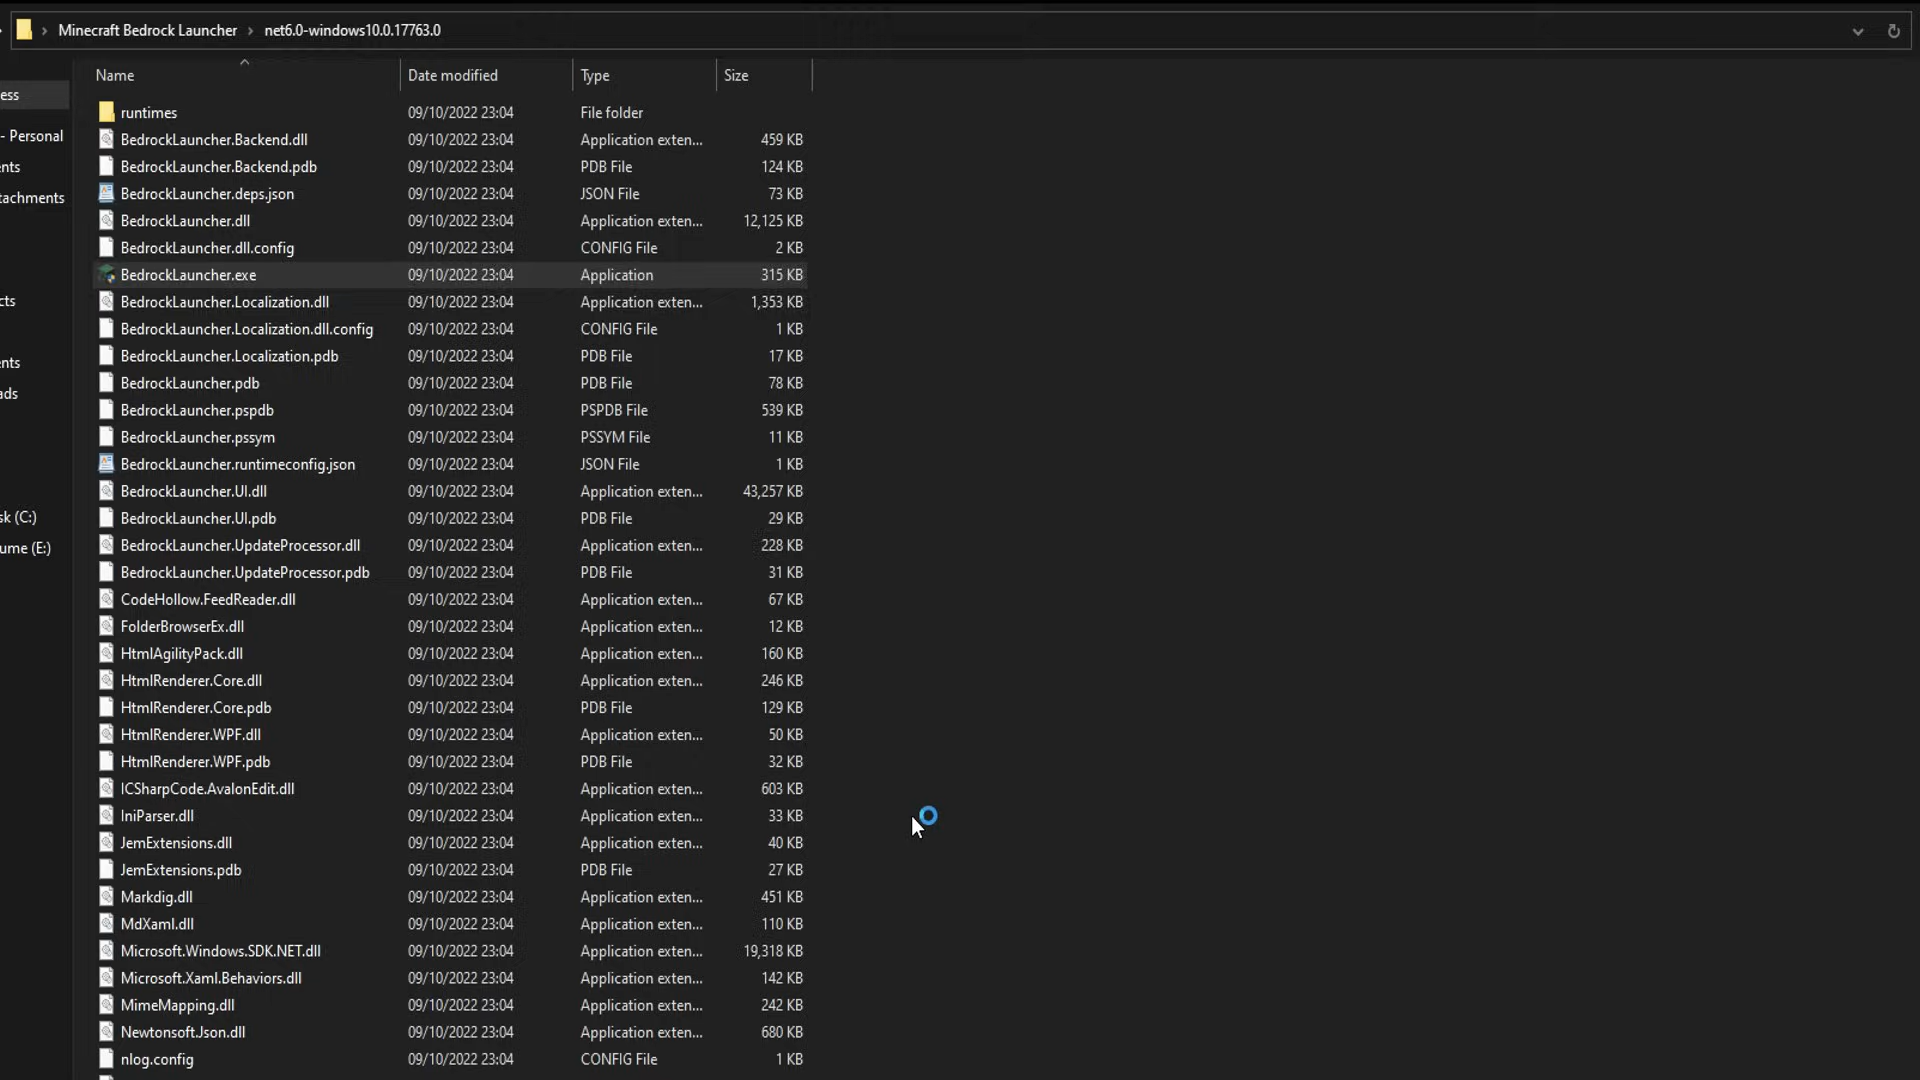 Minecraft Bedrock Launcher > net6.0-windows10.0.17763.0
Name Date modified Type Size
ess
- Personal
ents
tachments
cts
ents
ads
sk (C:)
ume (E:)
runtimes 09/10/2022 23:04 File folder
BedrockLauncher.Backend.dll 09/10/2022 23:04 Application exten... 459 KB
BedrockLauncher.Backend.pdb 09/10/2022 23:04 PDB File 124 KB
BedrockLauncher.deps.json 09/10/2022 23:04 JSON File 73 KB
BedrockLauncher.dll 09/10/2022 23:04 Application exten... 12,125 KB
BedrockLauncher.dll.config 09/10/2022 23:04 CONFIG File 2 KB
BedrockLauncher.exe 09/10/2022 23:04 Application 315 KB
BedrockLauncher.Localization.dll 09/10/2022 23:04 Application exten... 1,353 KB
BedrockLauncher.Localization.dll.config 09/10/2022 23:04 CONFIG File 1 KB
BedrockLauncher.Localization.pdb 09/10/2022 23:04 PDB File 17 KB
BedrockLauncher.pdb 09/10/2022 23:04 PDB File 78 KB
BedrockLauncher.pspdb 09/10/2022 23:04 PSPDB File 539 KB
BedrockLauncher.pssym 09/10/2022 23:04 PSSYM File 11 KB
BedrockLauncher.runtimeconfig.json 09/10/2022 23:04 JSON File 1 KB
BedrockLauncher.UI.dll 09/10/2022 23:04 Application exten... 43,257 KB
BedrockLauncher.UI.pdb 09/10/2022 23:04 PDB File 29 KB
BedrockLauncher.UpdateProcessor.dll 09/10/2022 23:04 Application exten... 228 KB
BedrockLauncher.UpdateProcessor.pdb 09/10/2022 23:04 PDB File 31 KB
CodeHollow.FeedReader.dll 09/10/2022 23:04 Application exten... 67 KB
FolderBrowserEx.dll 09/10/2022 23:04 Application exten... 12 KB
HtmlAgilityPack.dll 09/10/2022 23:04 Application exten... 160 KB
HtmlRenderer.Core.dll 09/10/2022 23:04 Application exten... 246 KB
HtmlRenderer.Core.pdb 09/10/2022 23:04 PDB File 129 KB
HtmlRenderer.WPF.dll 09/10/2022 23:04 Application exten... 50 KB
HtmlRenderer.WPF.pdb 09/10/2022 23:04 PDB File 32 KB
ICSharpCode.AvalonEdit.dll 09/10/2022 23:04 Application exten... 603 KB
IniParser.dll 09/10/2022 23:04 Application exten... 33 KB
JemExtensions.dll 09/10/2022 23:04 Application exten... 40 KB
JemExtensions.pdb 09/10/2022 23:04 PDB File 27 KB
Markdig.dll 09/10/2022 23:04 Application exten... 451 KB
MdXaml.dll 09/10/2022 23:04 Application exten... 110 KB
Microsoft.Windows.SDK.NET.dll 09/10/2022 23:04 Application exten... 19,318 KB
Microsoft.Xaml.Behaviors.dll 09/10/2022 23:04 Application exten... 142 KB
MimeMapping.dll 09/10/2022 23:04 Application exten... 242 KB
Newtonsoft.Json.dll 09/10/2022 23:04 Application exten... 680 KB
nlog.config 09/10/2022 23:04 CONFIG File 1 KB